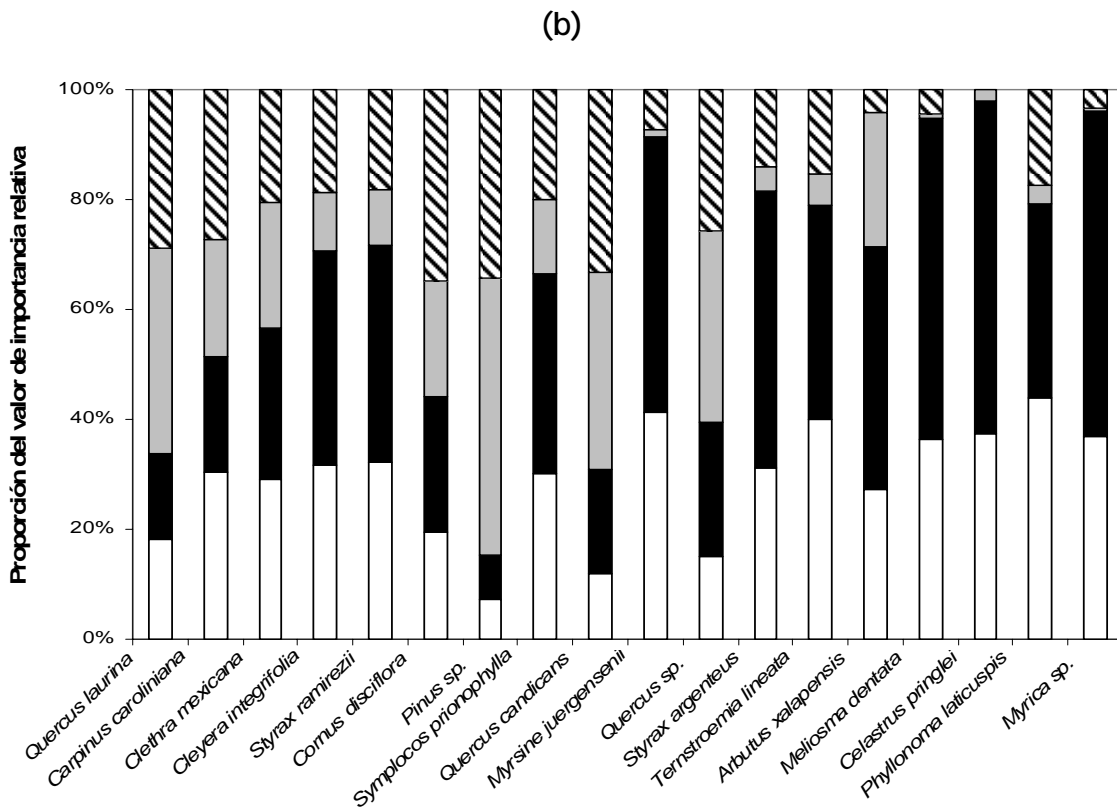 (b)
Proporción del valor de importancia relativa
100%
80%
60%
40%
20%
0%
Quercus laurina
Carpinus caroliniana
Clethra mexicana
Cleyera integrifolia
Styrax ramirezii
Cornus disciflora
Pinus sp.
Symplocos prionophylla
Quercus candicans
Myrsine juergensenii
Quercus sp.
Styrax argenteus
Ternstroemia lineata
Arbutus xalapensis
Meliosma dentata
Celastrus pringlei
Phyllonoma laticuspis
Myrica sp.